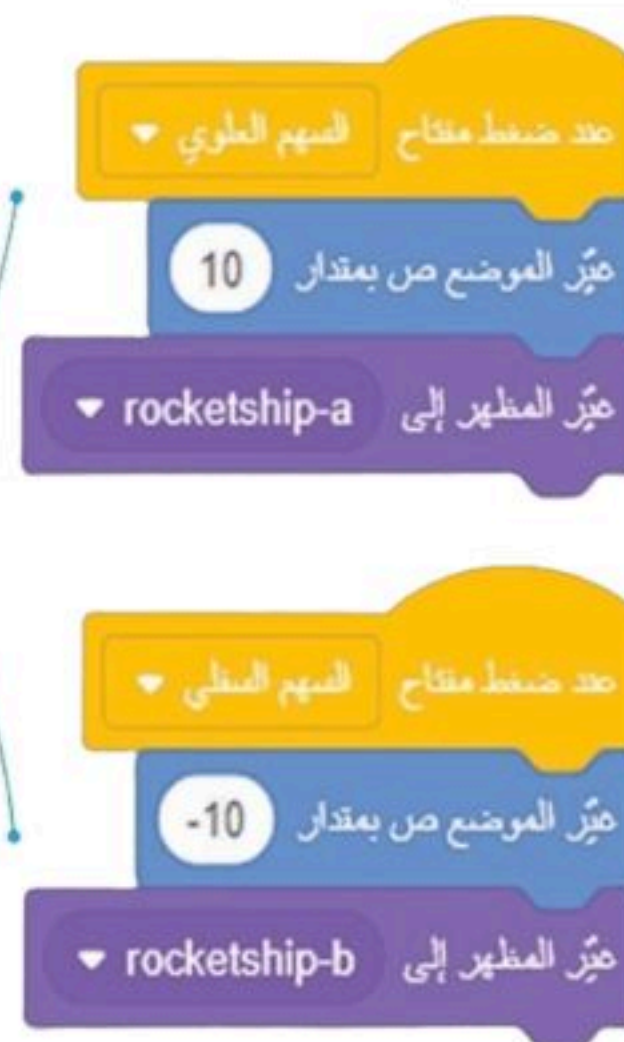 عند ضغط مفتاح السهم العلوي
غيّر الموضع ص بمقدار 10
غيّر المظهر إلى rocketship-a
عند ضغط مفتاح السهم السفلي
غيّر الموضع ص بمقدار -10
غيّر المظهر إلى rocketship-b